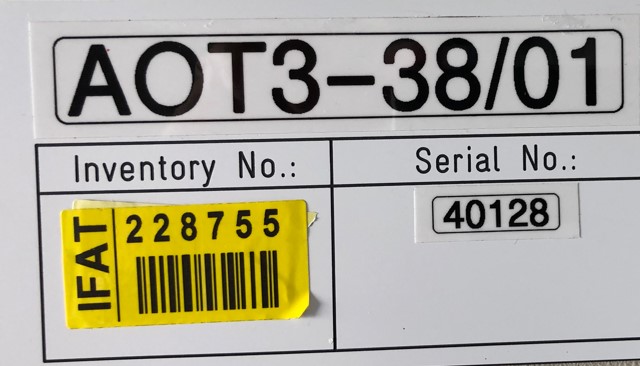 AOT3-38/01
Inventory No.:
Serial No.:
IFAT
228755
40128